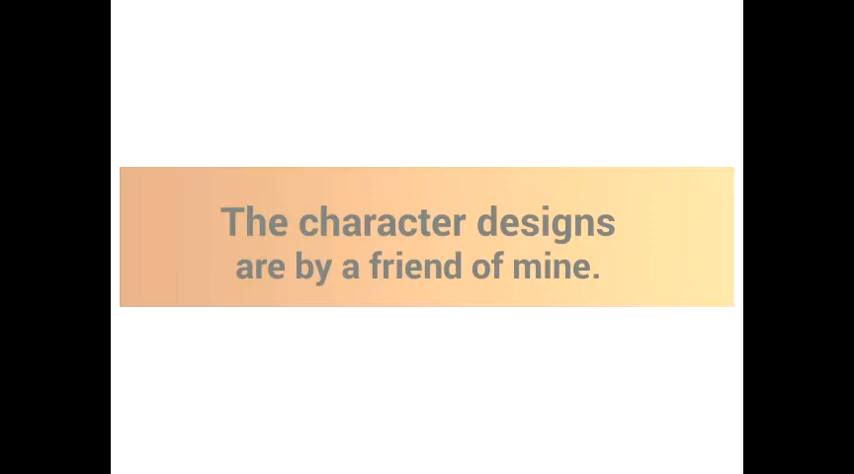 The character designs
are by a friend of mine.